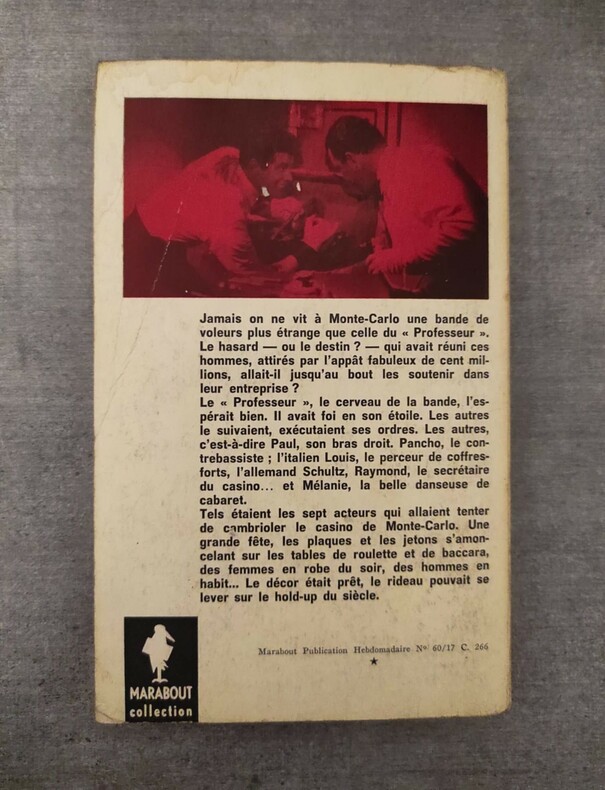 Jamais on ne vit à Monte-Carlo une bande de
voleurs plus étrange que celle du « Professeur ».
Le hasard — ou le destin ? — qui avait réuni ces
hommes, attirés par l'appât fabuleux de cent mil-
lions, allait-il jusqu'au bout les soutenir dans
leur entreprise ?
Le « Professeur », le cerveau de la bande, l'es-
pérait bien. Il avait foi en son étoile. Les autres
le suivaient, exécutaient ses ordres. Les autres,
c'est-à-dire Paul, son bras droit. Pancho, le con-
trebassiste ; l'italien Louis, le perceur de coffres-
forts, l'allemand Schultz, Raymond, le secrétaire
du casino... et Mélanie, la belle danseuse de
cabaret.
Tels étaient les sept acteurs qui allaient tenter
de cambrioler le casino de Monte-Carlo. Une
grande fête, les plaques et les jetons s'amon-
celant sur les tables de roulette et de baccara,
des femmes en robe du soir, des hommes en
habit... Le décor était prêt, le rideau pouvait se
lever sur le hold-up du siècle.
Marabout Publication Hebdomadaire Nº 60/17 C. 266
MARABOUT
collection